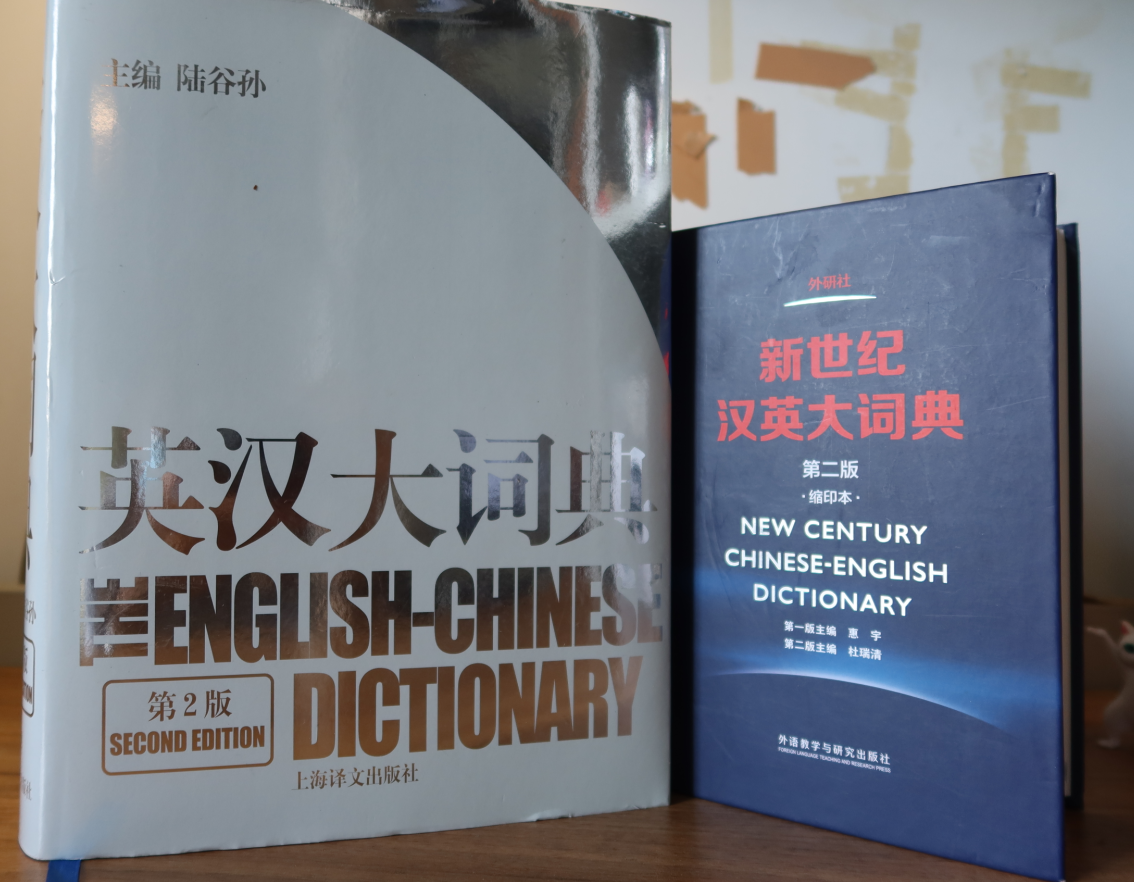 主编 陆谷孙
英汉大词典
THE ENGLISH-CHINESE
DICTIONARY
第2版
SECOND EDITION
上海译文出版社
外研社
新世纪
汉英大词典
第二版
·缩印本·
NEW CENTURY
CHINESE-ENGLISH
DICTIONARY
第一版主编 惠 宇
第二版主编 杜瑞清
外语教学与研究出版社
FOREIGN LANGUAGE TEACHING AND RESEARCH PRESS